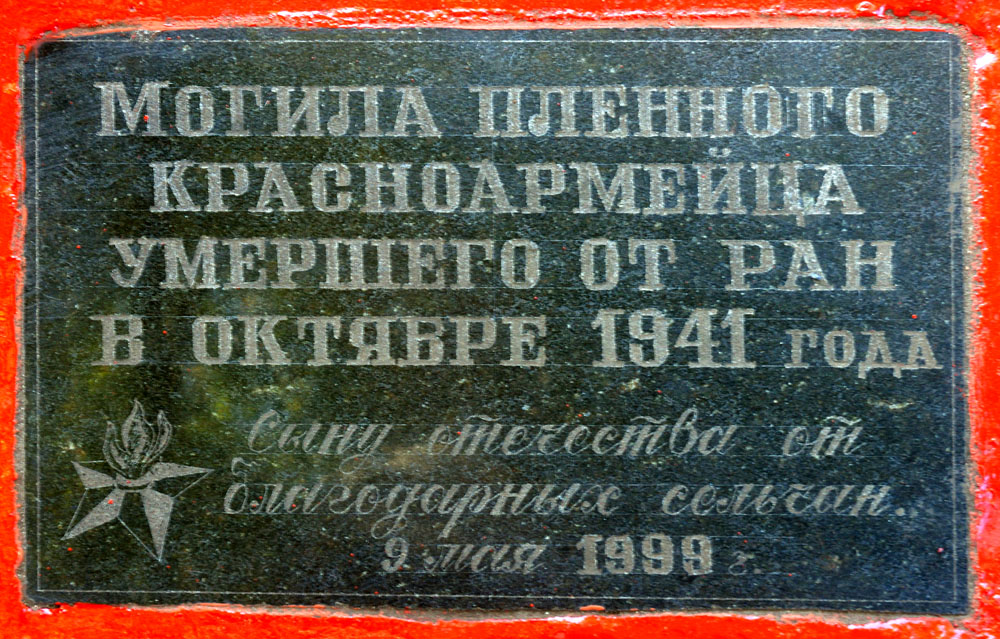 Могила пленного
красноармейца
умершего от ран
в октябре 1941 года
Сыну отечества от
благодарных сельчан...
9 мая 1999 г.